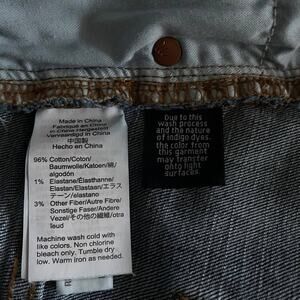 Made in China
Fabriqué en Chine
In China Hergestellt
Vervaardigd in China
中国製
Hecho en China
96% Cotton/Coton/
Baumwolle/Katoen/綿/
algodón
1% Elastane/Élasthanne/
Elastan/Elastaan/エラス
テーン/elastano
3% Other Fiber/Autre Fibre/
Sonstige Faser/Andere
Vezel/その他の繊維/otra
feud
Machine wash cold with
like colors. Non chlorine
bleach only. Tumble dry
low. Warm iron as needed.
Due to this
wash process
and the nature
of indigo dyes,
the color from
this garment
may transfer
onto light
surfaces.